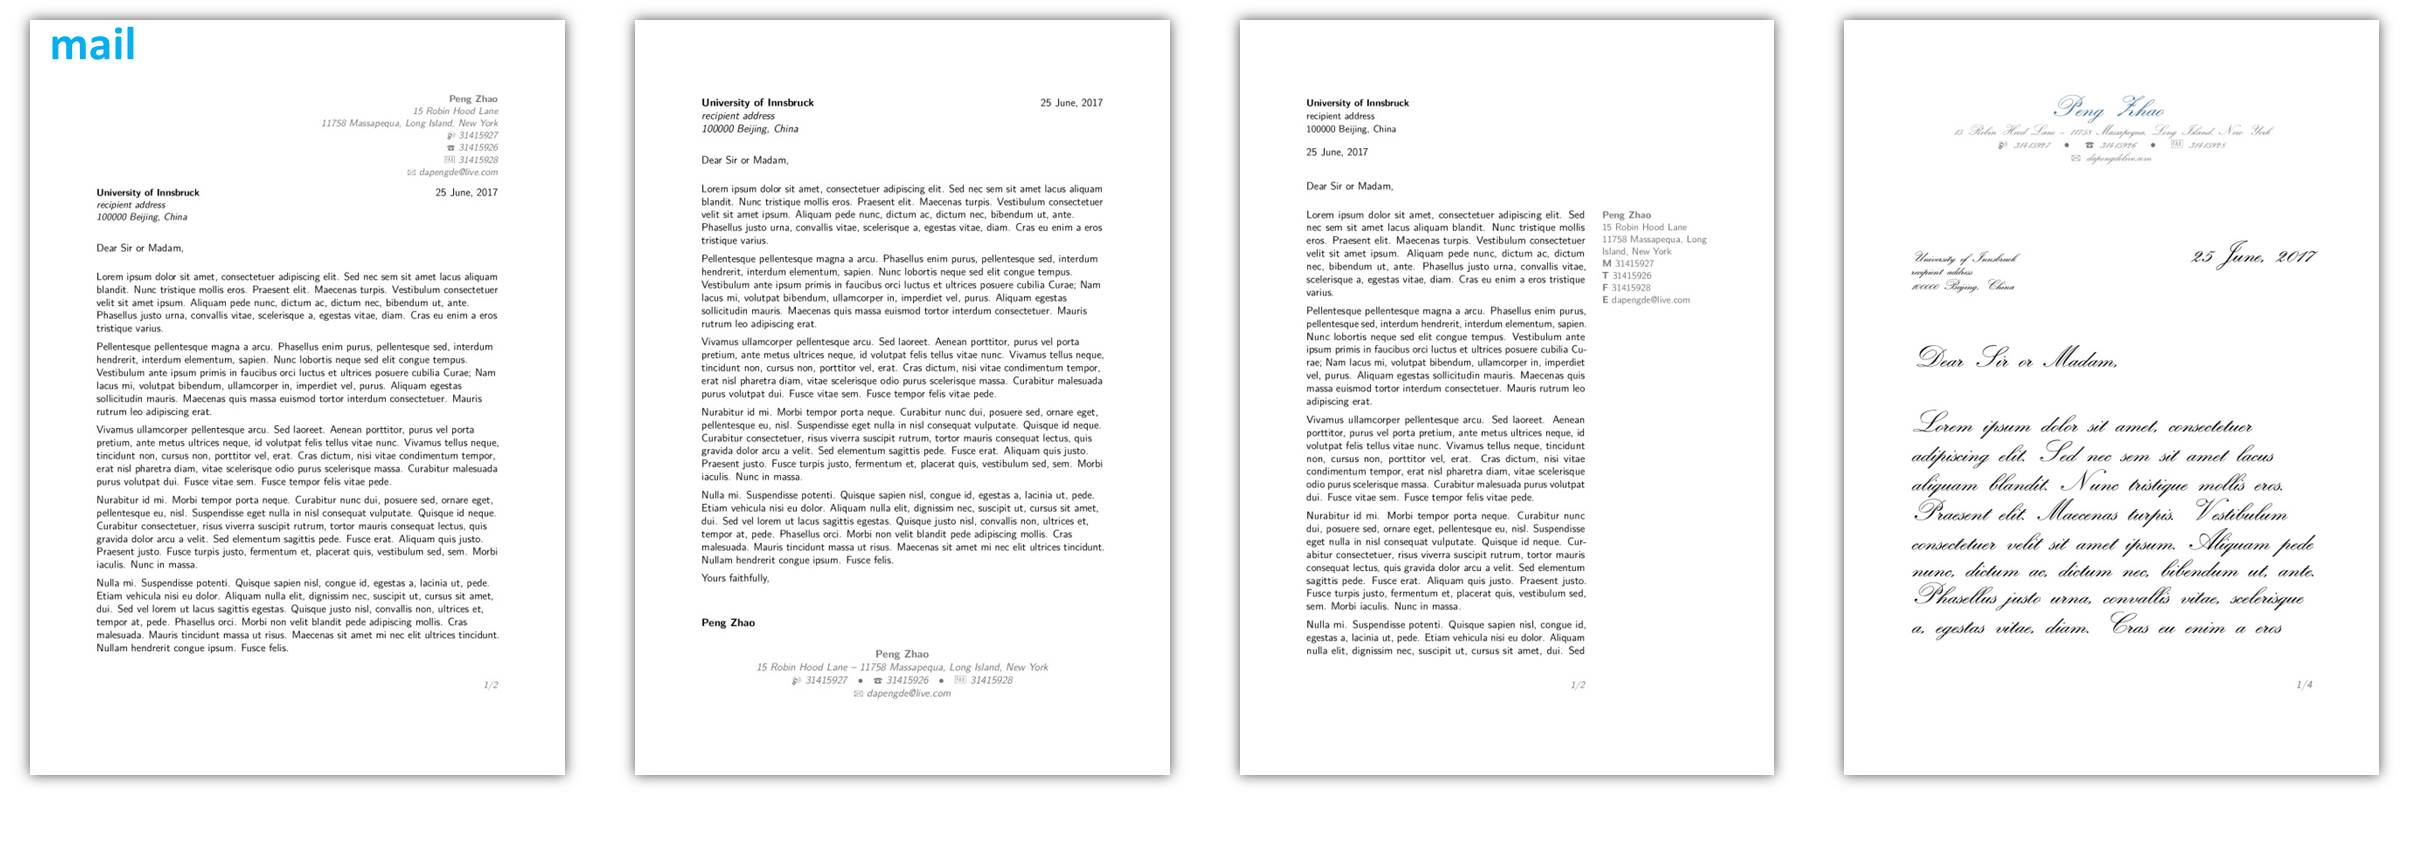 mail
Peng Zhao
15 Robin Hood Lane
11758 Massapequa, Long Island, New York
31415927
31415926
31415928
dapengde@live.com
University of Innsbruck 25 June, 2017
recipient address
100000 Beijing, China
Dear Sir or Madam,
Lorem ipsum dolor sit amet, consectetuer adipiscing elit. Sed nec sem sit amet lacus aliquam
blandit. Nunc tristique mollis eros. Praesent elit. Maecenas turpis. Vestibulum consectetuer
velit sit amet ipsum. Aliquam pede nunc, dictum ac, dictum nec, bibendum ut, ante.
Phasellus justo urna, convallis vitae, scelerisque a, egestas vitae, diam. Cras eu enim a eros
tristique varius.
Pellentesque pellentesque magna a arcu. Phasellus enim purus, pellentesque sed, interdum
hendrerit, interdum elementum, sapien. Nunc lobortis neque sed elit congue tempus.
Vestibulum ante ipsum primis in faucibus orci luctus et ultrices posuere cubilia Curae; Nam
lacus mi, volutpat bibendum, ullamcorper in, imperdiet vel, purus. Aliquam egestas
sollicitudin mauris. Maecenas quis massa euismod tortor interdum consectetuer. Mauris
rutrum leo adipiscing erat.
Vivamus ullamcorper pellentesque arcu. Sed laoreet. Aenean porttitor, purus vel porta
pretium, ante metus ultrices neque, id volutpat felis tellus vitae nunc. Vivamus tellus neque,
tincidunt non, cursus non, porttitor vel, erat. Cras dictum, nisi vitae condimentum tempor,
erat nisl pharetra diam, vitae scelerisque odio purus scelerisque massa. Curabitur malesuada
purus volutpat dui. Fusce vitae sem. Fusce tempor felis vitae pede.
Nurabitur id mi. Morbi tempor porta neque. Curabitur nunc dui, posuere sed, ornare eget,
pellentesque eu, nisl. Suspendisse eget nulla in nisl consequat vulputate. Quisque id neque.
Curabitur consectetuer, risus viverra suscipit rutrum, tortor mauris consequat lectus, quis
gravida dolor arcu a velit. Sed elementum sagittis pede. Fusce erat. Aliquam quis justo.
Praesent justo. Fusce turpis justo, fermentum et, placerat quis, vestibulum sed, sem. Morbi
iaculis. Nunc in massa.
Nulla mi. Suspendisse potenti. Quisque sapien nisl, congue id, egestas a, lacinia ut, pede.
Etiam vehicula nisi eu dolor. Aliquam nulla elit, dignissim nec, suscipit ut, cursus sit amet,
dui. Sed vel lorem ut lacus sagittis egestas. Quisque justo nisl, convallis non, ultrices et,
tempor at, pede. Phasellus orci. Morbi non velit blandit pede adipiscing mollis. Cras
malesuada. Mauris tincidunt massa ut risus. Maecenas sit amet mi nec elit ultrices tincidunt.
Nullam hendrerit congue ipsum. Fusce felis.
1/2
University of Innsbruck 25 June, 2017
recipient address
100000 Beijing, China
Dear Sir or Madam,
Lorem ipsum dolor sit amet, consectetuer adipiscing elit. Sed nec sem sit amet lacus aliquam
blandit. Nunc tristique mollis eros. Praesent elit. Maecenas turpis. Vestibulum consectetuer
velit sit amet ipsum. Aliquam pede nunc, dictum ac, dictum nec, bibendum ut, ante.
Phasellus justo urna, convallis vitae, scelerisque a, egestas vitae, diam. Cras eu enim a eros
tristique varius.
Pellentesque pellentesque magna a arcu. Phasellus enim purus, pellentesque sed, interdum
hendrerit, interdum elementum, sapien. Nunc lobortis neque sed elit congue tempus.
Vestibulum ante ipsum primis in faucibus orci luctus et ultrices posuere cubilia Curae; Nam
lacus mi, volutpat bibendum, ullamcorper in, imperdiet vel, purus. Aliquam egestas
sollicitudin mauris. Maecenas quis massa euismod tortor interdum consectetuer. Mauris
rutrum leo adipiscing erat.
Vivamus ullamcorper pellentesque arcu. Sed laoreet. Aenean porttitor, purus vel porta
pretium, ante metus ultrices neque, id volutpat felis tellus vitae nunc. Vivamus tellus neque,
tincidunt non, cursus non, porttitor vel, erat. Cras dictum, nisi vitae condimentum tempor,
erat nisl pharetra diam, vitae scelerisque odio purus scelerisque massa. Curabitur malesuada
purus volutpat dui. Fusce vitae sem. Fusce tempor felis vitae pede.
Nurabitur id mi. Morbi tempor porta neque. Curabitur nunc dui, posuere sed, ornare eget,
pellentesque eu, nisl. Suspendisse eget nulla in nisl consequat vulputate. Quisque id neque.
Curabitur consectetuer, risus viverra suscipit rutrum, tortor mauris consequat lectus, quis
gravida dolor arcu a velit. Sed elementum sagittis pede. Fusce erat. Aliquam quis justo.
Praesent justo. Fusce turpis justo, fermentum et, placerat quis, vestibulum sed, sem. Morbi
iaculis. Nunc in massa.
Nulla mi. Suspendisse potenti. Quisque sapien nisl, congue id, egestas a, lacinia ut, pede.
Etiam vehicula nisi eu dolor. Aliquam nulla elit, dignissim nec, suscipit ut, cursus sit amet,
dui. Sed vel lorem ut lacus sagittis egestas. Quisque justo nisl, convallis non, ultrices et,
tempor at, pede. Phasellus orci. Morbi non velit blandit pede adipiscing mollis. Cras
malesuada. Mauris tincidunt massa ut risus. Maecenas sit amet mi nec elit ultrices tincidunt.
Nullam hendrerit congue ipsum. Fusce felis.
Yours faithfully,
Peng Zhao
Peng Zhao
15 Robin Hood Lane – 11758 Massapequa, Long Island, New York
31415927 • 31415926 • 31415928
dapengde@live.com
University of Innsbruck
recipient address
100000 Beijing, China
25 June, 2017
Dear Sir or Madam,
Lorem ipsum dolor sit amet, consectetuer adipiscing elit. Sed
nec sem sit amet lacus aliquam blandit. Nunc tristique mollis
eros. Praesent elit. Maecenas turpis. Vestibulum consectetuer
velit sit amet ipsum. Aliquam pede nunc, dictum ac, dictum
nec, bibendum ut, ante. Phasellus justo urna, convallis vitae,
scelerisque a, egestas vitae, diam. Cras eu enim a eros tristique
varius.
Pellentesque pellentesque magna a arcu. Phasellus enim purus,
pellentesque sed, interdum hendrerit, interdum elementum, sapien.
Nunc lobortis neque sed elit congue tempus. Vestibulum ante
ipsum primis in faucibus orci luctus et ultrices posuere cubilia Cu-
rae; Nam lacus mi, volutpat bibendum, ullamcorper in, imperdiet
vel, purus. Aliquam egestas sollicitudin mauris. Maecenas quis
massa euismod tortor interdum consectetuer. Mauris rutrum leo
adipiscing erat.
Vivamus ullamcorper pellentesque arcu. Sed laoreet. Aenean
porttitor, purus vel porta pretium, ante metus ultrices neque, id
volutpat felis tellus vitae nunc. Vivamus tellus neque, tincidunt
non, cursus non, porttitor vel, erat. Cras dictum, nisi vitae
condimentum tempor, erat nisl pharetra diam, vitae scelerisque
odio purus scelerisque massa. Curabitur malesuada purus volutpat
dui. Fusce vitae sem. Fusce tempor felis vitae pede.
Nurabitur id mi. Morbi tempor porta neque. Curabitur nunc
dui, posuere sed, ornare eget, pellentesque eu, nisl. Suspendisse
eget nulla in nisl consequat vulputate. Quisque id neque. Cur-
abitur consectetuer, risus viverra suscipit rutrum, tortor mauris
consequat lectus, quis gravida dolor arcu a velit. Sed elementum
sagittis pede. Fusce erat. Aliquam quis justo. Praesent justo.
Fusce turpis justo, fermentum et, placerat quis, vestibulum sed,
sem. Morbi iaculis. Nunc in massa.
Nulla mi. Suspendisse potenti. Quisque sapien nisl, congue id,
egestas a, lacinia ut, pede. Etiam vehicula nisi eu dolor. Aliquam
nulla elit, dignissim nec, suscipit ut, cursus sit amet, dui. Sed
Peng Zhao
15 Robin Hood Lane
11758 Massapequa, Long
Island, New York
M 31415927
T 31415926
F 31415928
E dapengde@live.com
1/2
Peng Zhao
15 Robin Hood Lane – 11758 Massapequa, Long Island, New York
31415927 • 31415926 • 31415928
dapengdelive.com
University of Innsbruck 25 June, 2017
recipient address
100000 Beijing, China
Dear Sir or Madam,
Lorem ipsum dolor sit amet, consectetuer
adipiscing elit. Sed nec sem sit amet lacus
aliquam blandit. Nunc tristique mollis eros.
Praesent elit. Maecenas turpis. Vestibulum
consectetuer velit sit amet ipsum. Aliquam pede
nunc, dictum ac, dictum nec, bibendum ut, ante.
Phasellus justo urna, convallis vitae, scelerisque
a, egestas vitae, diam. Cras eu enim a eros
1/4